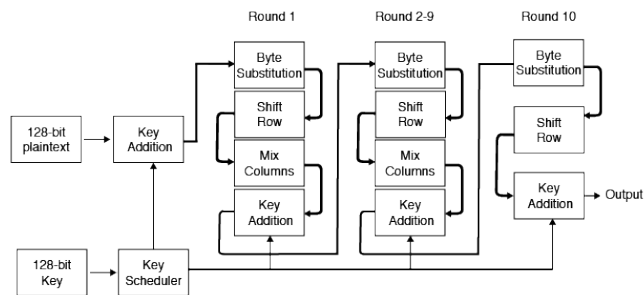 Round 1
Round 2-9
Round 10
Byte
Substitution
Shift
Row
Mix
Columns
Key
Addition
Byte
Substitution
Shift
Row
Mix
Columns
Key
Addition
Byte
Substitution
Shift
Row
Key
Addition
Output
128-bit
plaintext
Key
Addition
128-bit
Key
Key
Scheduler